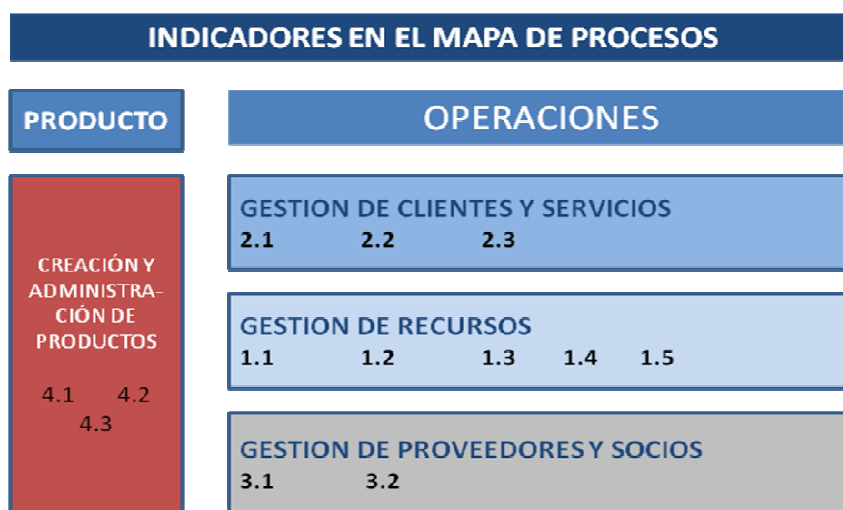 INDICADORES EN EL MAPA DE PROCESOS
PRODUCTO
OPERACIONES
CREACIÓN Y
ADMINISTRA-
CIÓN DE
PRODUCTOS
4.1 4.2
4.3
GESTION DE CLIENTES Y SERVICIOS
2.1 2.2 2.3
GESTION DE RECURSOS
1.1 1.2 1.3 1.4 1.5
GESTION DE PROVEEDORES Y SOCIOS
3.1 3.2